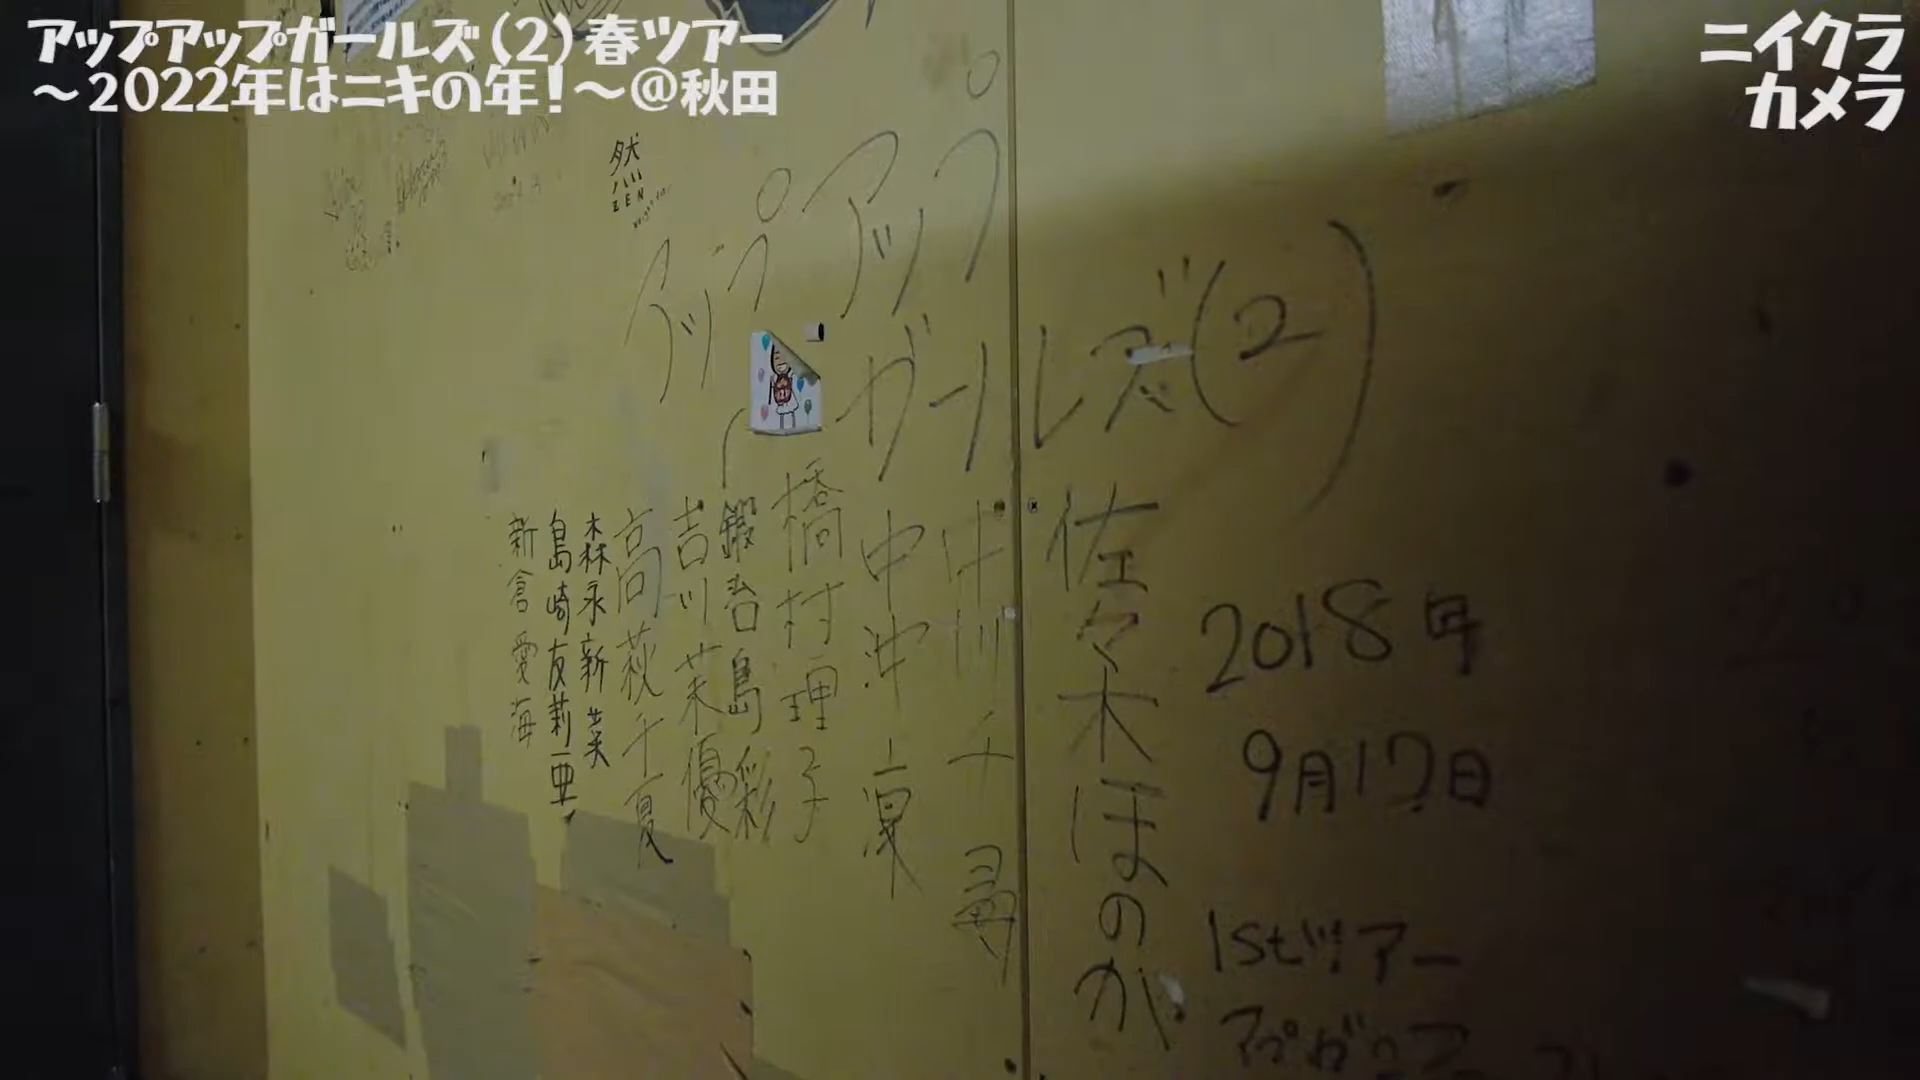 アップアップガールズ(2)春ツアー
～2022年はニキの年!～@秋田
ニイクラ
カメラ
然
ZEN
アップアップ
ガールズ(2)
佐々木ほのか
中川千尋
中沖凜
橋村理子
鍛治島彩
吉川茉優
高萩千夏
森永新菜
島崎友莉亜
新倉愛海
2018年
9月17日
1stツアー